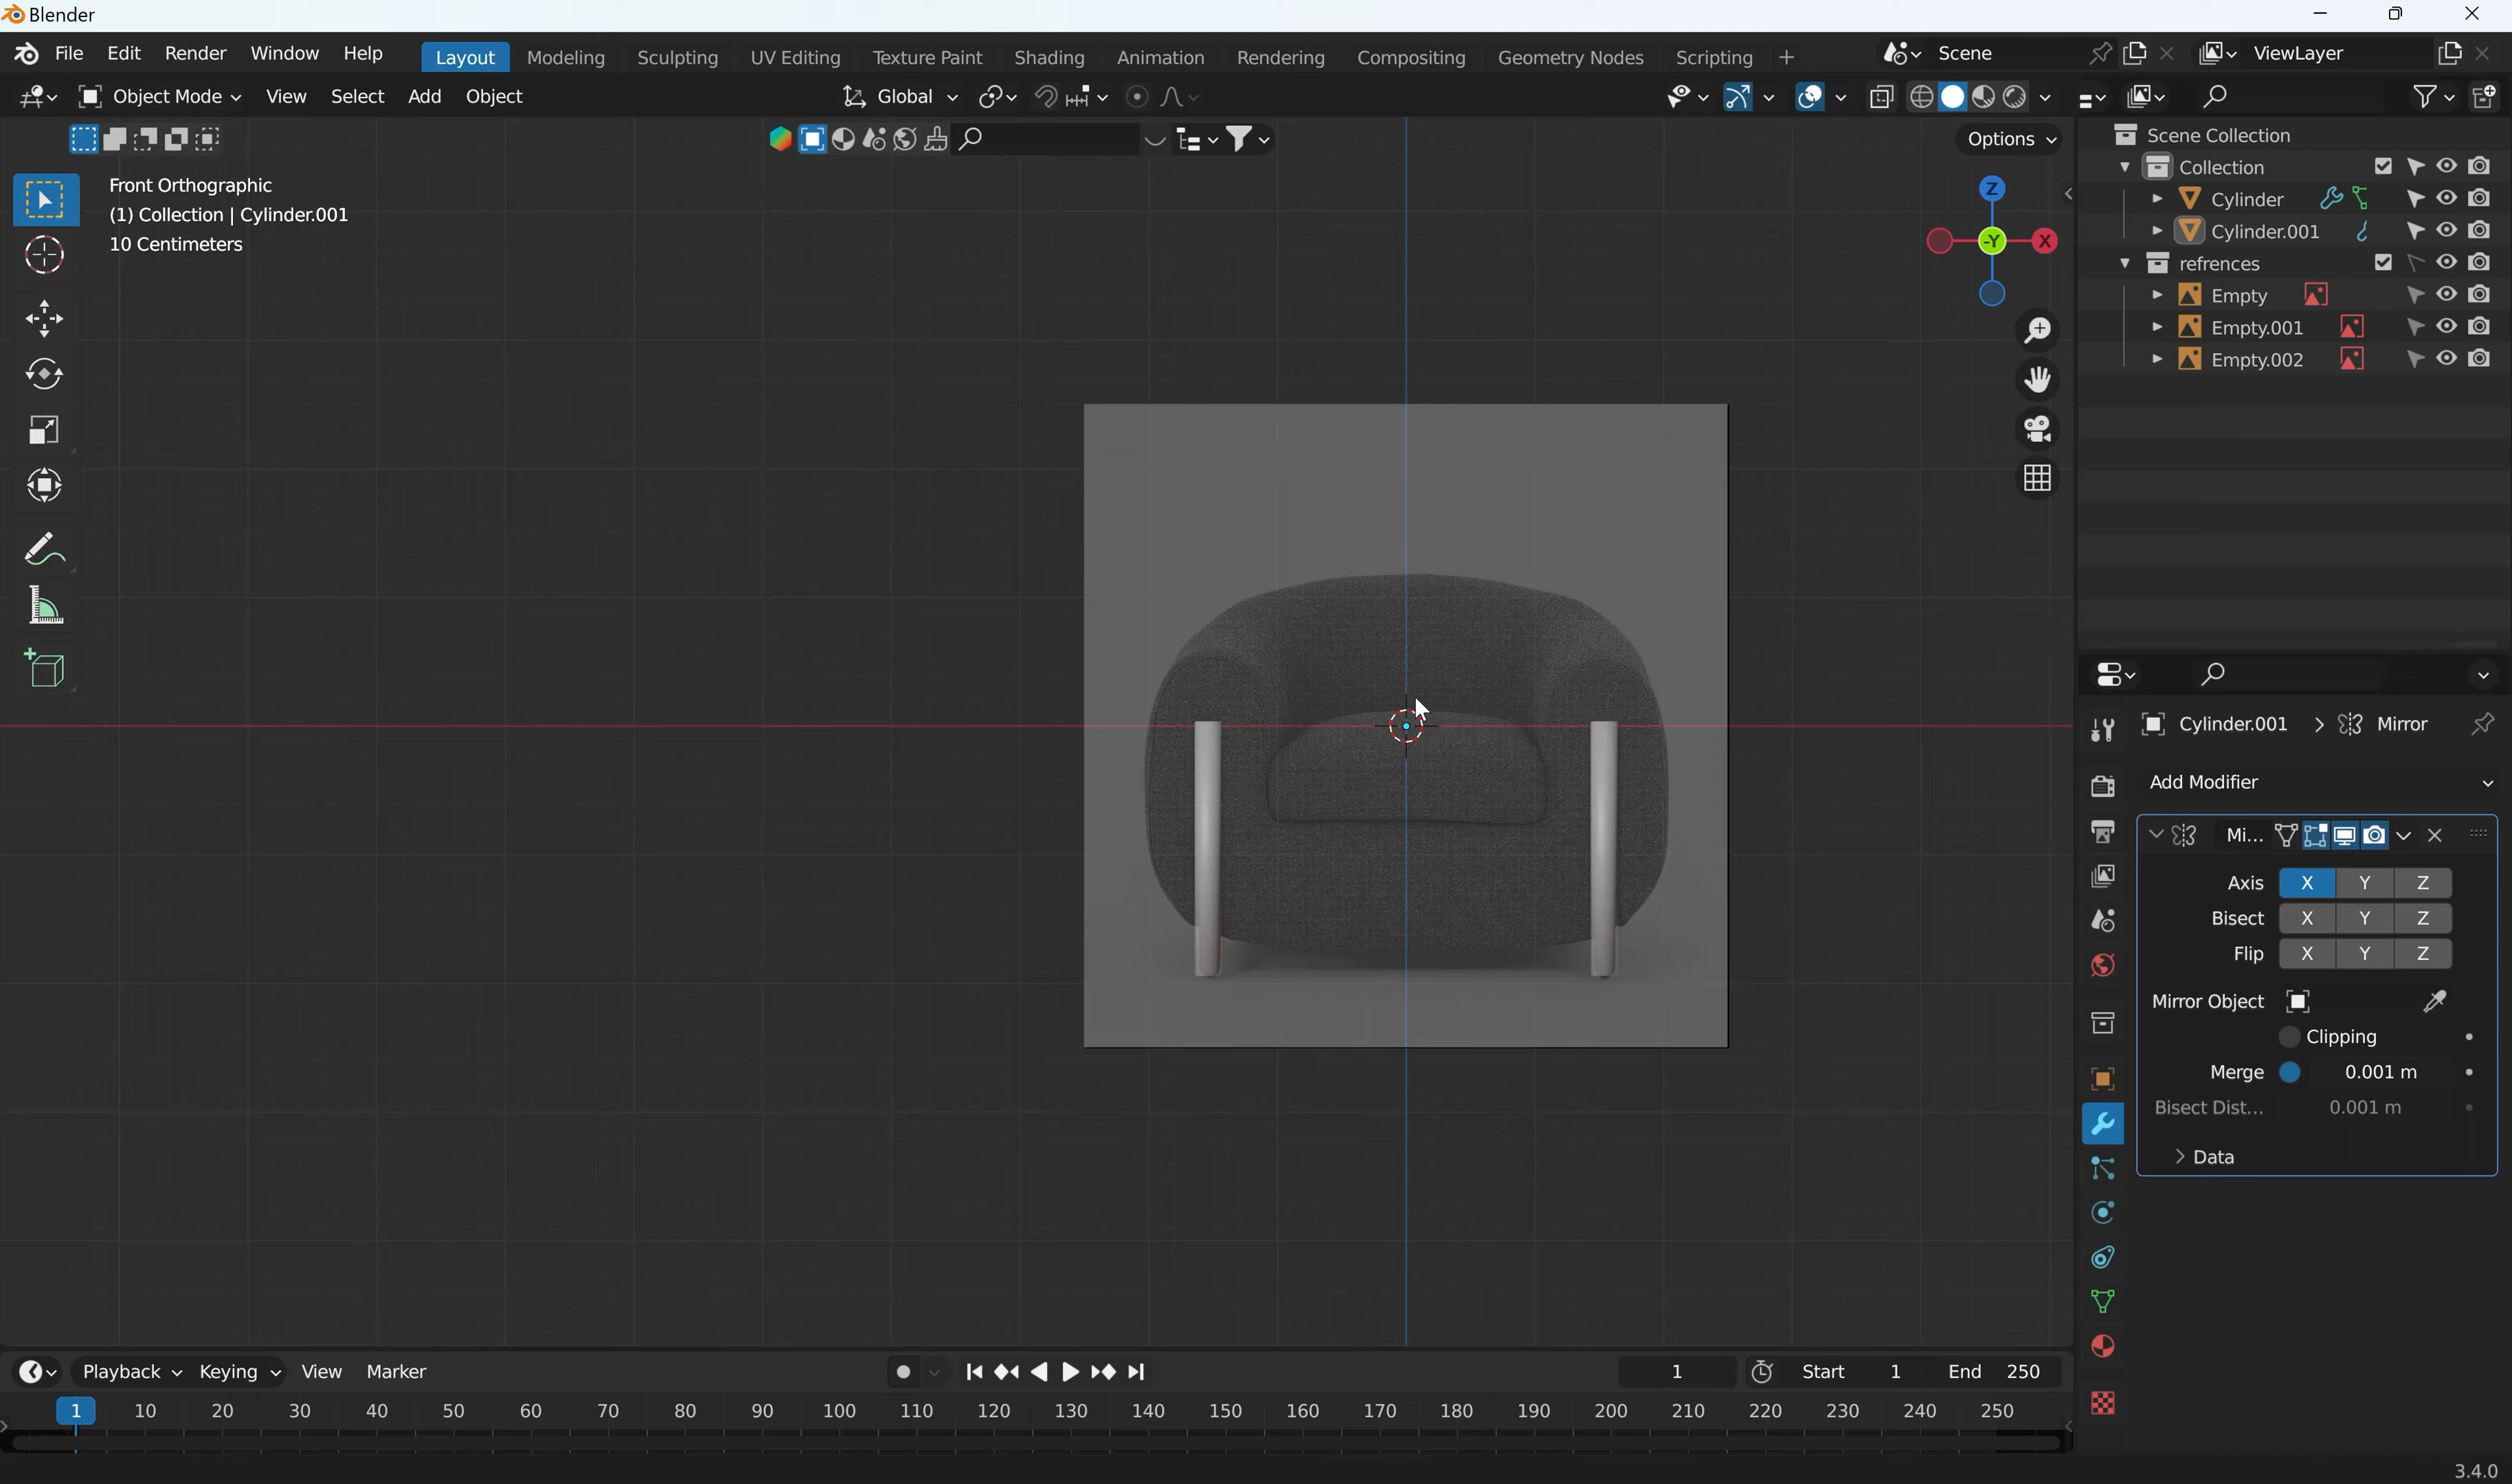 Blender
File Edit Render Window Help Layout Modeling Sculpting UV Editing Texture Paint Shading Animation Rendering Compositing Geometry Nodes Scripting + Scene ViewLayer
Object Mode View Select Add Object Global
Options
Front Orthographic
(1) Collection | Cylinder.001
10 Centimeters
Z
-Y X
Scene Collection
Collection
Cylinder
Cylinder.001
refrences
Empty
Empty.001
Empty.002
Cylinder.001 > Mirror
Add Modifier
Mi...
Axis X Y Z
Bisect X Y Z
Flip X Y Z
Mirror Object
Clipping
Merge 0.001 m
Bisect Dist... 0.001 m
> Data
Playback Keying View Marker 1 Start 1 End 250
1 10 20 30 40 50 60 70 80 90 100 110 120 130 140 150 160 170 180 190 200 210 220 230 240 250
3.4.0